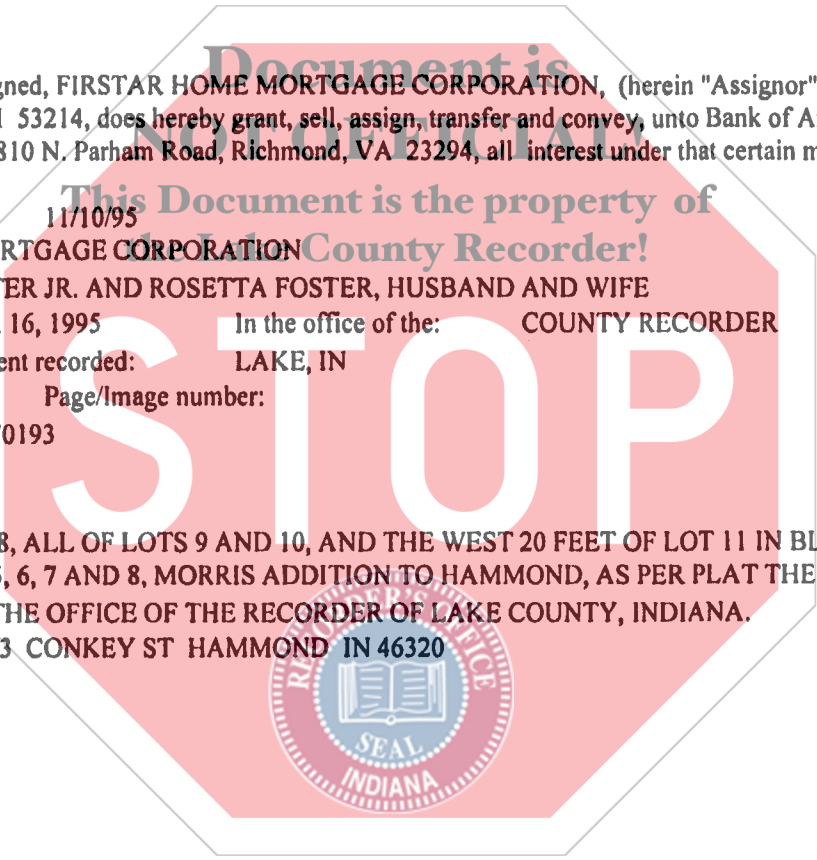 Document is
gned, FIRSTAR HOME MORTGAGE CORPORATION, (herein "Assignor"
I 53214, does hereby grant, sell, assign, transfer and convey, unto Bank of A
NOT OFFICIAL!
810 N. Parham Road, Richmond, VA 23294, all interest under that certain m
This Document is the property of
11/10/95
the Lake County Recorder!
RTGAGE CORPORATION
TER JR. AND ROSETTA FOSTER, HUSBAND AND WIFE
16, 1995 In the office of the: COUNTY RECORDER
ent recorded: LAKE, IN
Page/Image number:
0193
STOP
8, ALL OF LOTS 9 AND 10, AND THE WEST 20 FEET OF LOT 11 IN BL
, 6, 7 AND 8, MORRIS ADDITION TO HAMMOND, AS PER PLAT THE
THE OFFICE OF THE RECORDER OF LAKE COUNTY, INDIANA.
3 CONKEY ST HAMMOND IN 46320
RECORDER'S OFFICE
SEAL
INDIANA